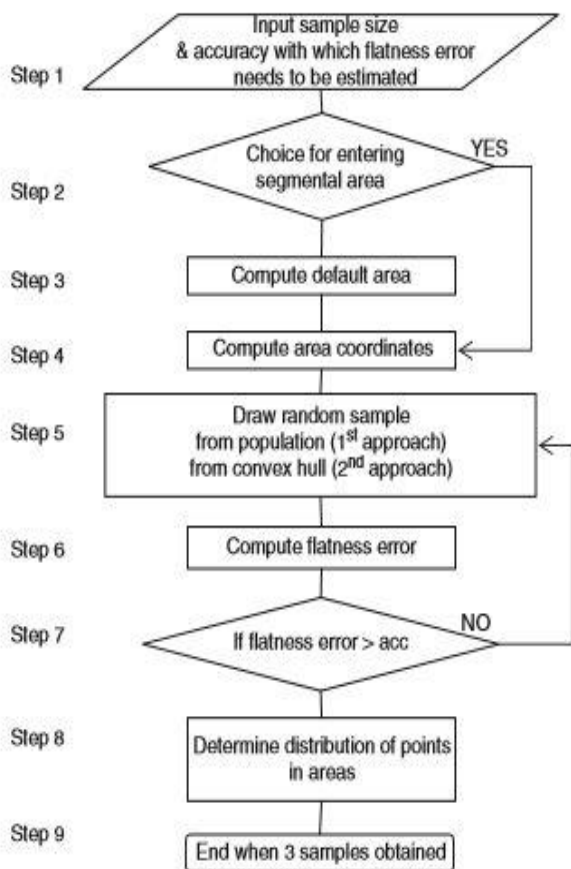 Input sample size
& accuracy with which flatness error
needs to be estimated
Step 1
Choice for entering
segmental area
YES
Step 2
Step 3
Compute default area
Step 4
Compute area coordinates
Step 5
Draw random sample
from population (1st approach)
from convex hull (2nd approach)
Step 6
Compute flatness error
Step 7
If flatness error > acc
NO
Step 8
Determine distribution of points
in areas
Step 9
End when 3 samples obtained